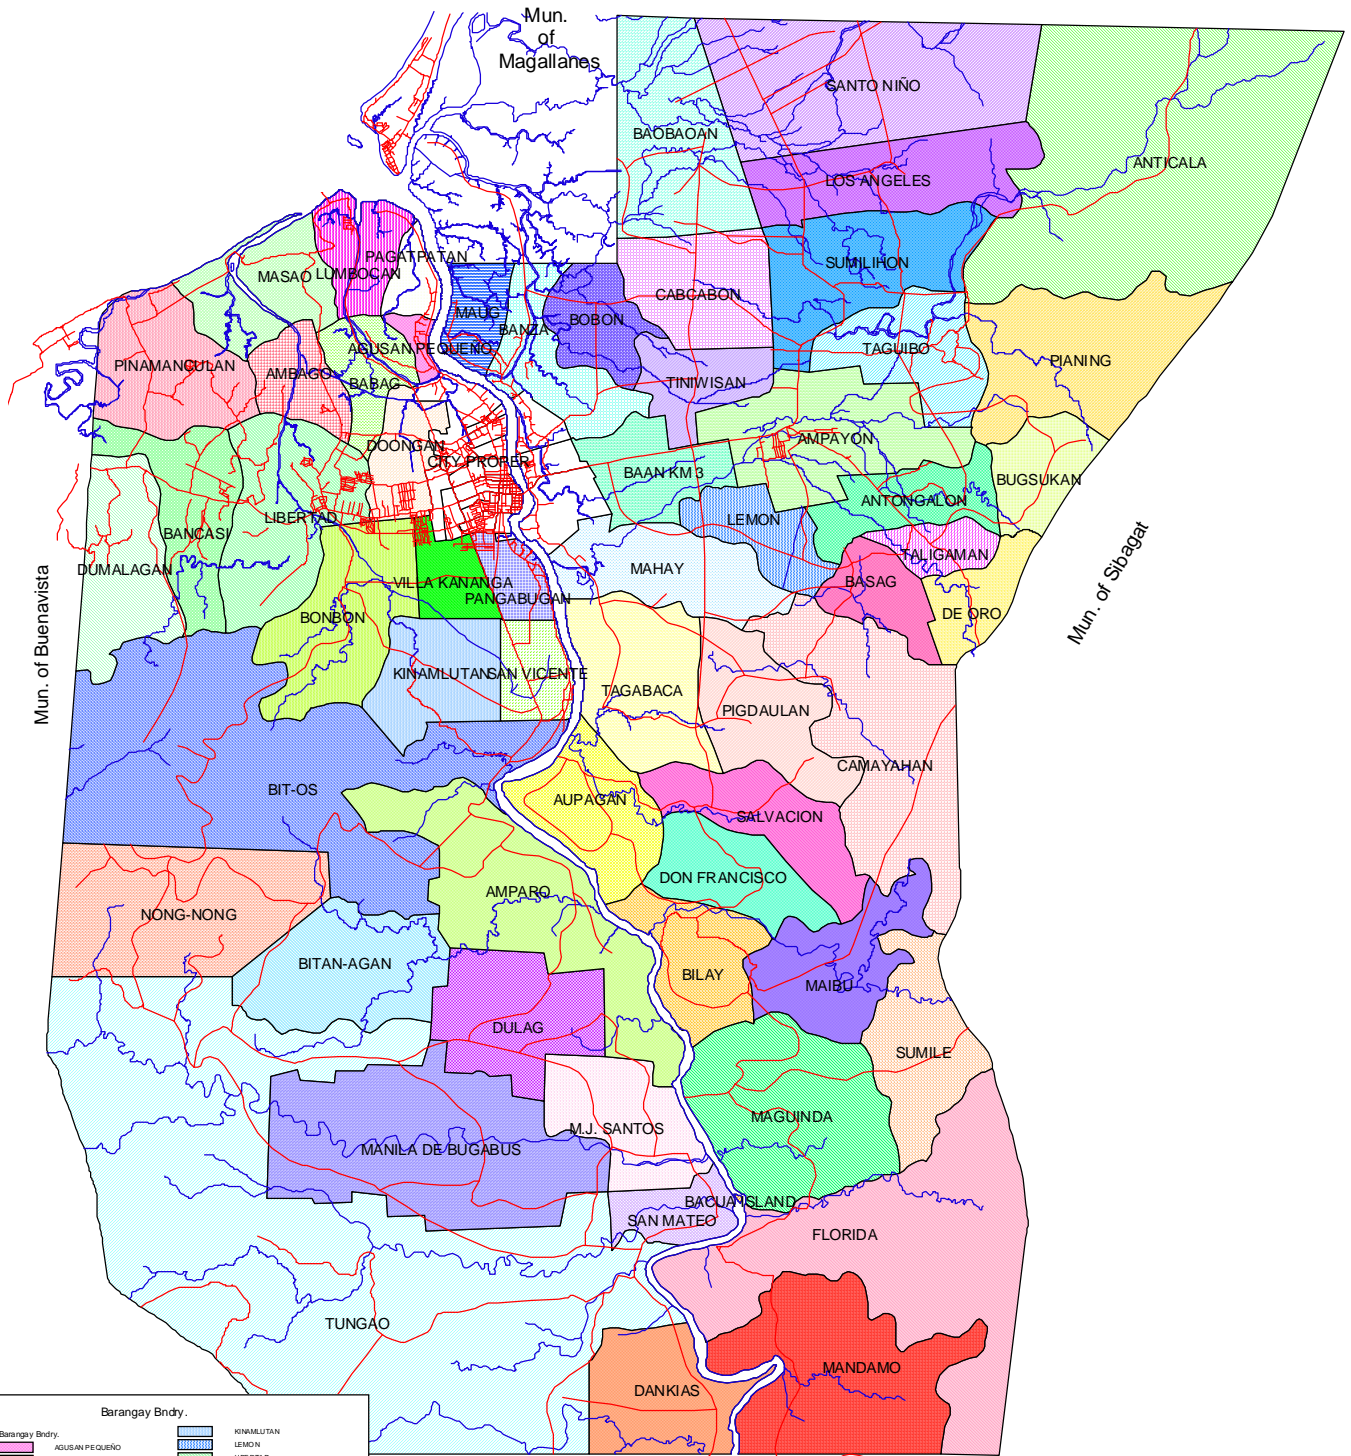 Mun.
of
Magallanes
SANTO NIÑO
BAOBAOAN
ANTICALA
LOS ANGELES
PAGATPATAN
MASAO
LUMBOCAN
SUMILIHON
CABCABON
MAUG
BANZA
BOBON
AGUSAN PEQUEÑO
TAGUIBO
PIANING
PINAMANGULAN
AMBAGO
BABAG
TINIWISAN
DOONGAN
AMPAYON
CITY PROPER
BAAN KM 3
BUGSUKAN
ANTONGALON
LIBERTAD
LEMON
BANCASI
TALIGAMAN
DUMALAGAN
MAHAY
VILLA KANANGA
BASAG
PANGABUGAN
Mun. of Sibagat
BONBON
DE ORO
Mun. of Buenavista
KINAMLUTAN
SAN VICENTE
TAGABACA
PIGDAULAN
CAMAYAHAN
BIT-OS
AUPAGAN
SALVACION
DON FRANCISCO
AMPARO
NONG-NONG
BITAN-AGAN
BILAY
MAIBU
DULAG
SUMILE
MAGUINDA
M.J. SANTOS
MANILA DE BUGABUS
BACUA ISLAND
SAN MATEO
FLORIDA
TUNGAO
MANDAMO
DANKIAS
Barangay Bndry.
Barangay Bndry.
KINAMLUTAN
AGUSAN PEQUEÑO
LEMON